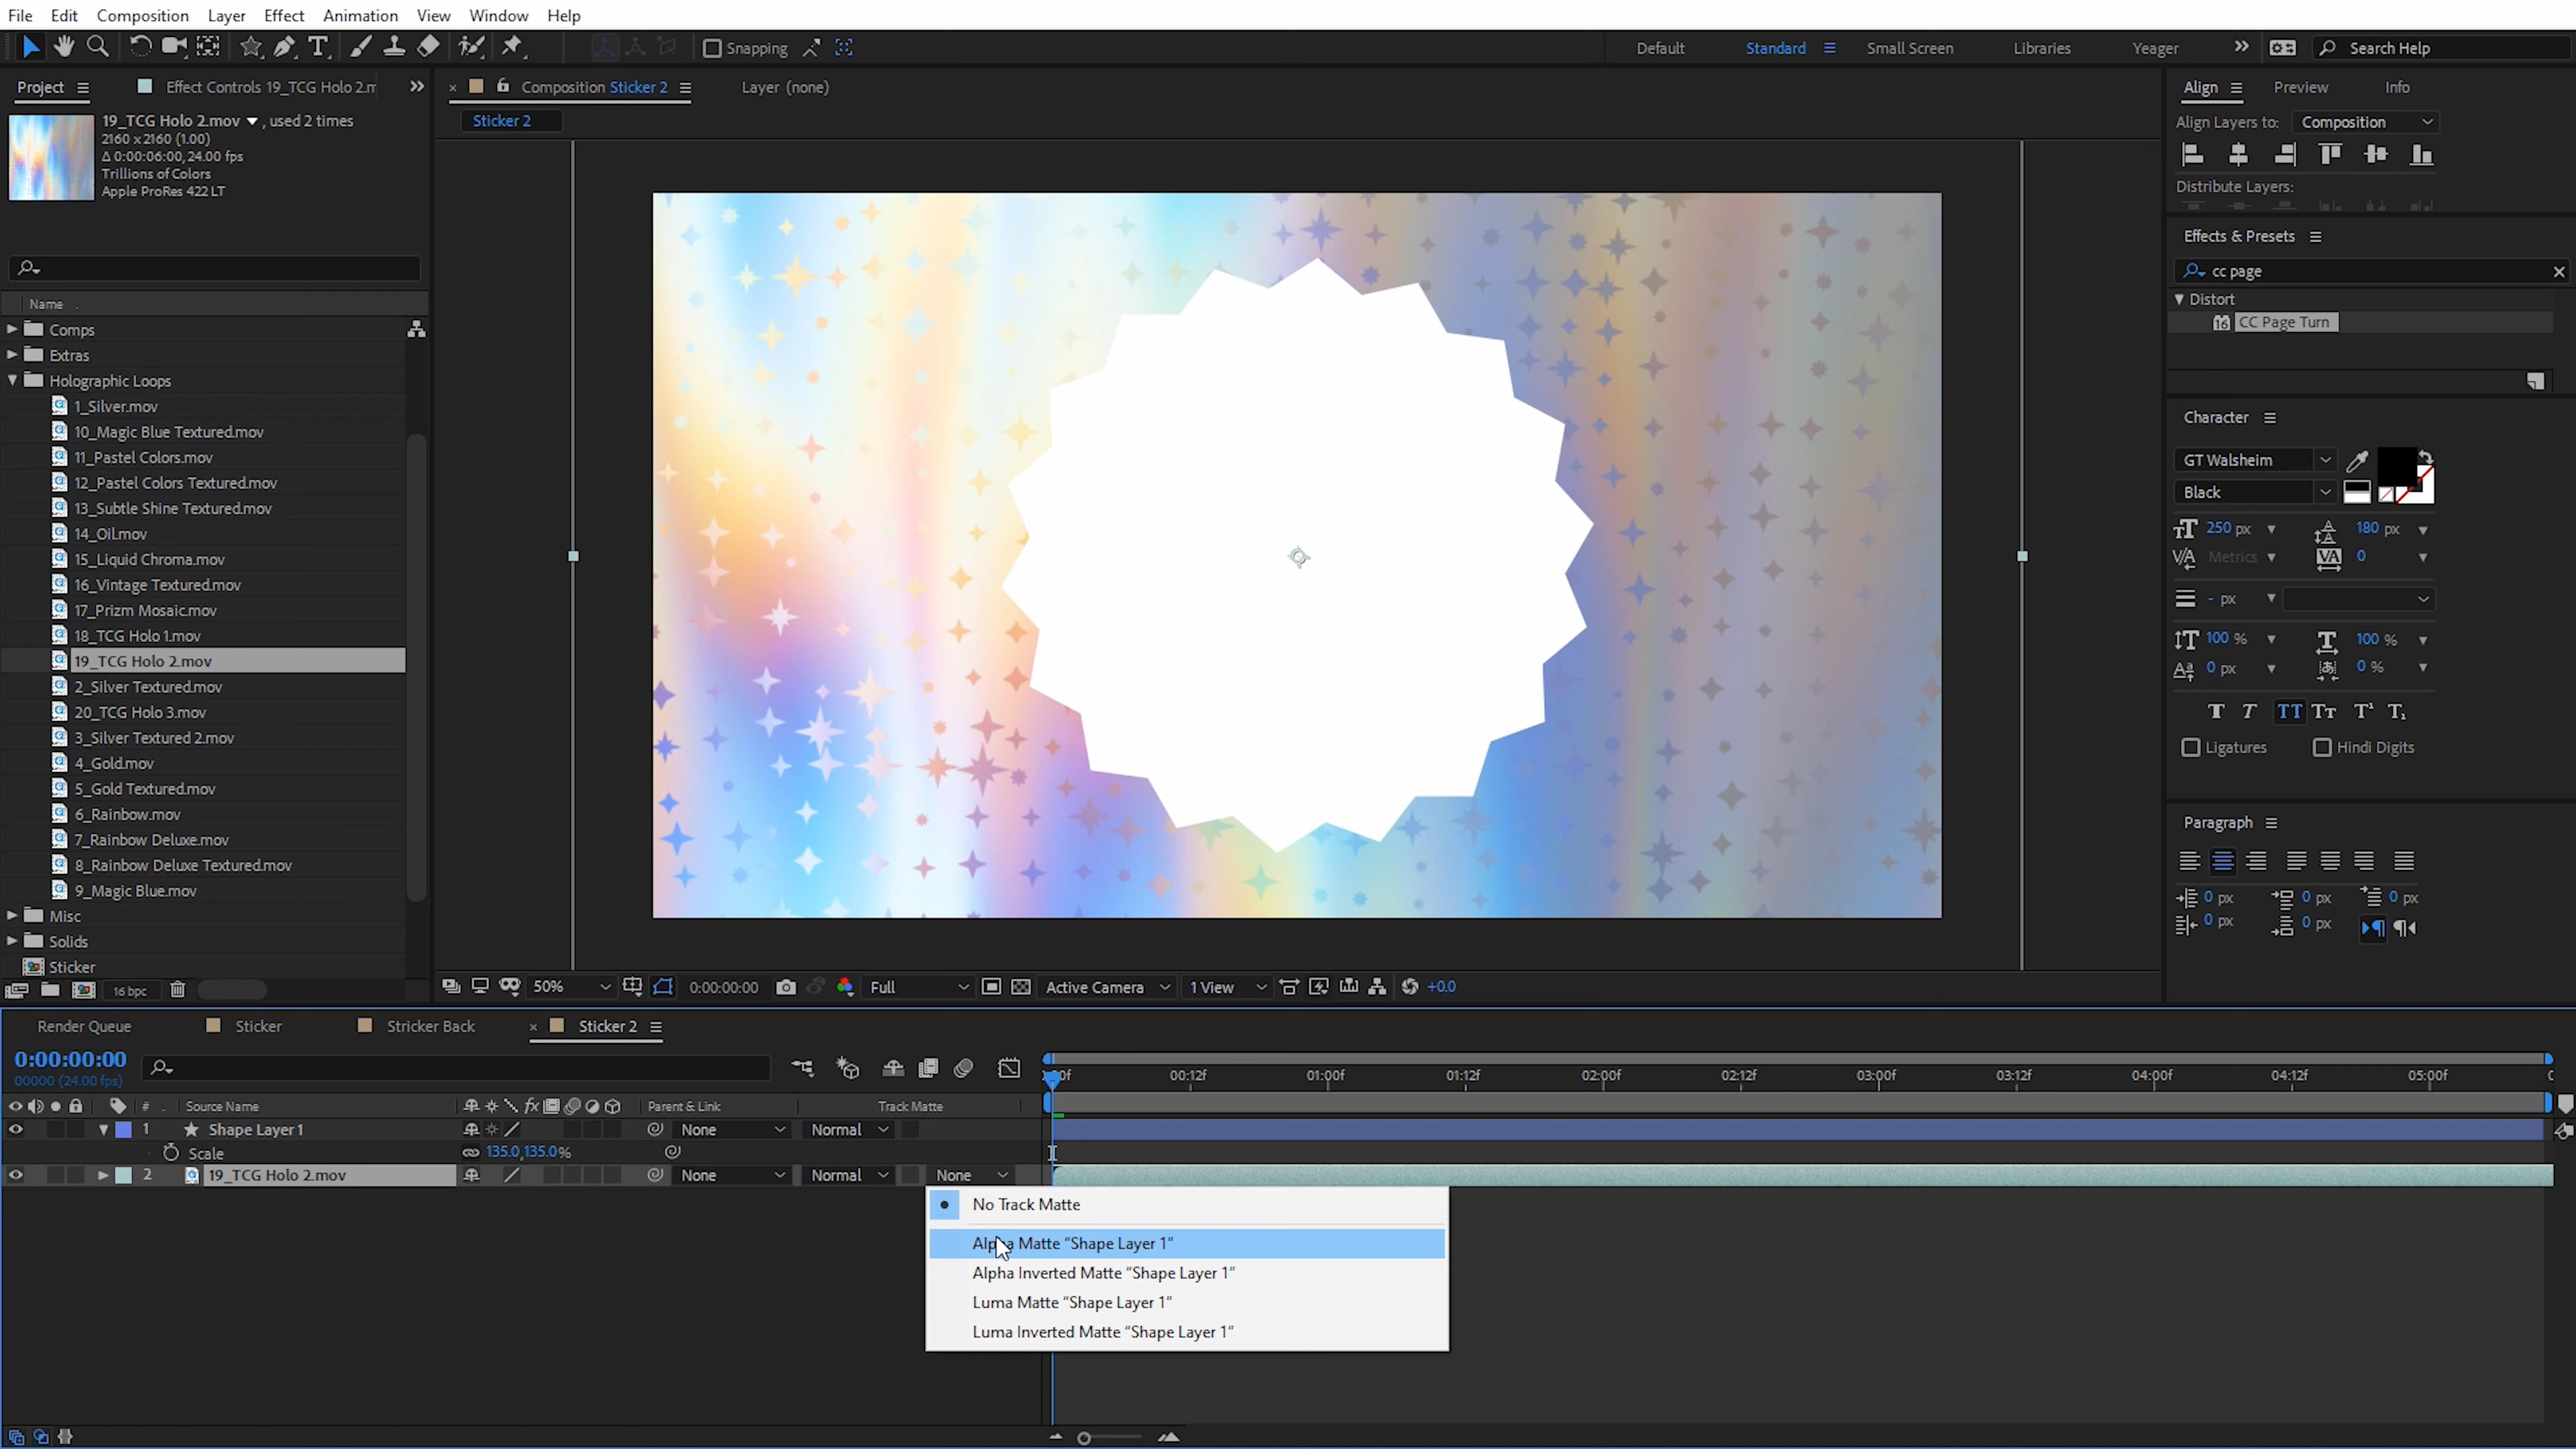 File Edit Composition Layer Effect Animation View Window Help
Snapping Default Standard Small Screen Libraries Yeager Search Help
Project Effect Controls 19_TCG Holo 2.m
19_TCG Holo 2.mov , used 2 times
2160 x 2160 (1.00)
Δ 0:00:06:00, 24.00 fps
Trillions of Colors
Apple ProRes 422 LT
Name
Comps
Extras
Holographic Loops
1_Silver.mov
10_Magic Blue Textured.mov
11_Pastel Colors.mov
12_Pastel Colors Textured.mov
13_Subtle Shine Textured.mov
14_Oil.mov
15_Liquid Chroma.mov
16_Vintage Textured.mov
17_Prizm Mosaic.mov
18_TCG Holo 1.mov
19_TCG Holo 2.mov
2_Silver Textured.mov
20_TCG Holo 3.mov
3_Silver Textured 2.mov
4_Gold.mov
5_Gold Textured.mov
6_Rainbow.mov
7_Rainbow Deluxe.mov
8_Rainbow Deluxe Textured.mov
9_Magic Blue.mov
Misc
Solids
Sticker
16 bpc
Composition Sticker 2 Layer (none)
Sticker 2
50% 0:00:00:00 Full Active Camera 1 View +0.0
Align Preview Info
Align Layers to: Composition
Distribute Layers:
Effects & Presets
cc page
Distort
16 CC Page Turn
Character
GT Walsheim
Black
250 px 180 px
Metrics 0
- px
100 % 100 %
0 px 0 %
Ligatures Hindi Digits
Paragraph
0 px 0 px 0 px
0 px 0 px
Render Queue Sticker Stricker Back Sticker 2
0:00:00:00
00000 (24.00 fps)
00f 00:12f 01:00f 01:12f 02:00f 02:12f 03:00f 03:12f 04:00f 04:12f 05:00f
# Source Name fx Parent & Link Track Matte
1 Shape Layer 1 None Normal
Scale 135.0,135.0%
2 19_TCG Holo 2.mov None Normal None
No Track Matte
Alpha Matte “Shape Layer 1”
Alpha Inverted Matte “Shape Layer 1”
Luma Matte “Shape Layer 1”
Luma Inverted Matte “Shape Layer 1”